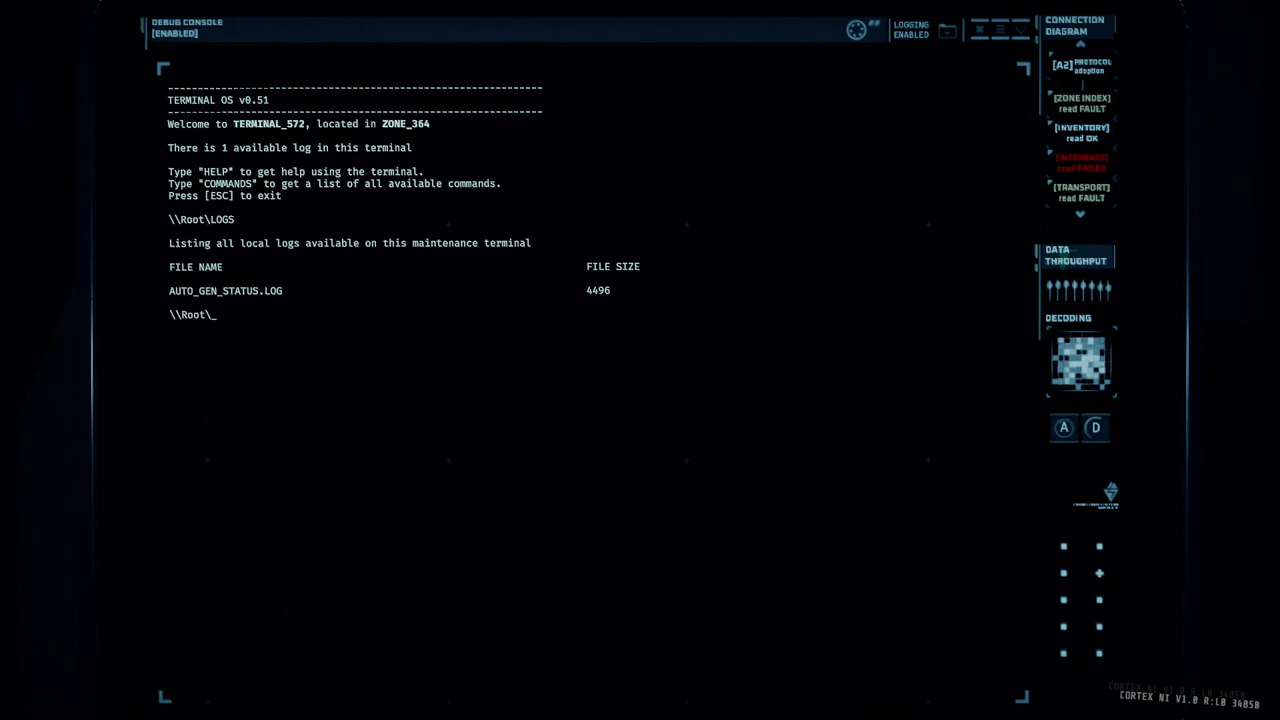 DEBUG CONSOLE
[ENABLED]
LOGGING
ENABLED
------------------------------------------------------------------
TERMINAL OS v0.51
------------------------------------------------------------------
Welcome to TERMINAL_572, located in ZONE_364
There is 1 available log in this terminal
Type "HELP" to get help using the terminal.
Type "COMMANDS" to get a list of all available commands.
Press [ESC] to exit
\\Root\LOGS
Listing all local logs available on this maintenance terminal
FILE NAME FILE SIZE
AUTO_GEN_STATUS.LOG 4496
\\Root\_
CONNECTION
DIAGRAM
[A2] PROTOCOL
adaption
[ZONE INDEX]
read FAULT
[INVENTORY]
read OK
read FAILED
[TRANSPORT]
read FAULT
DATA
THROUGHPUT
DECODING
A D
CORTEX NI V1.0 R:L0 34850